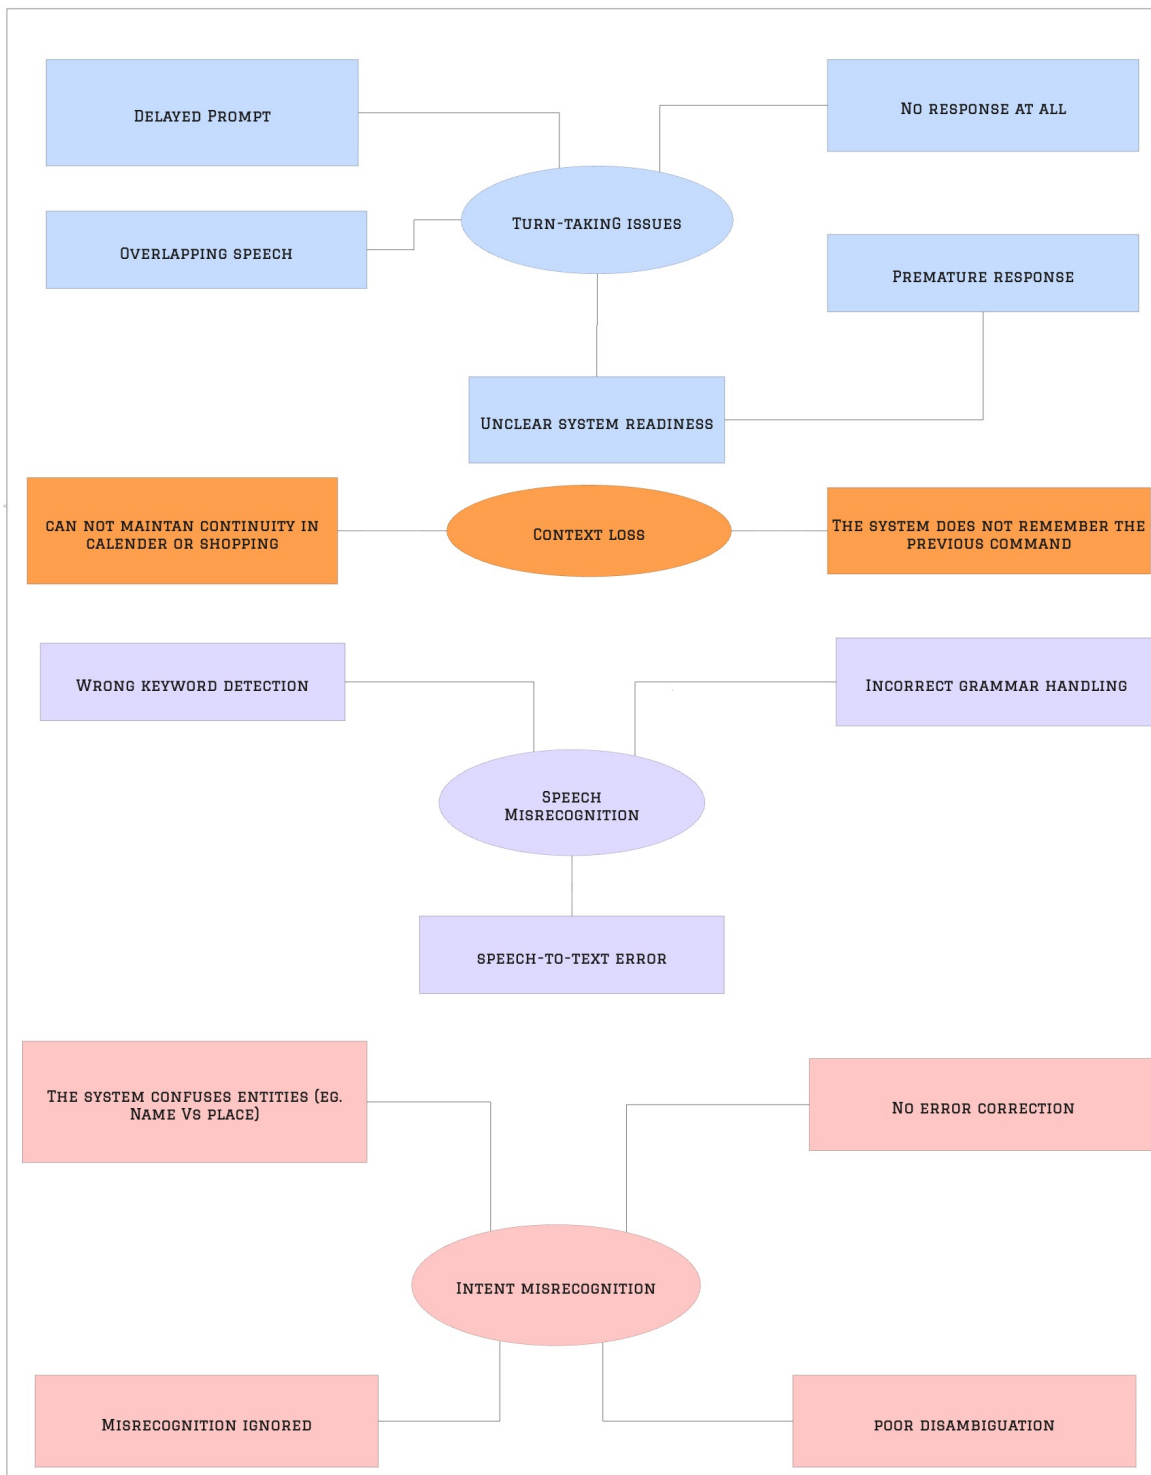 Delayed Prompt
No response at all
Turn-taking issues
Overlapping speech
Premature response
Unclear system readiness
can not maintan continuity in
calender or shopping
Context loss
The system does not remember the
previous command
Wrong keyword detection
Incorrect grammar handling
Speech
Misrecognition
speech-to-text error
The system confuses entities (eg.
Name Vs place)
No error correction
Intent misrecognition
Misrecognition ignored
poor disambiguation